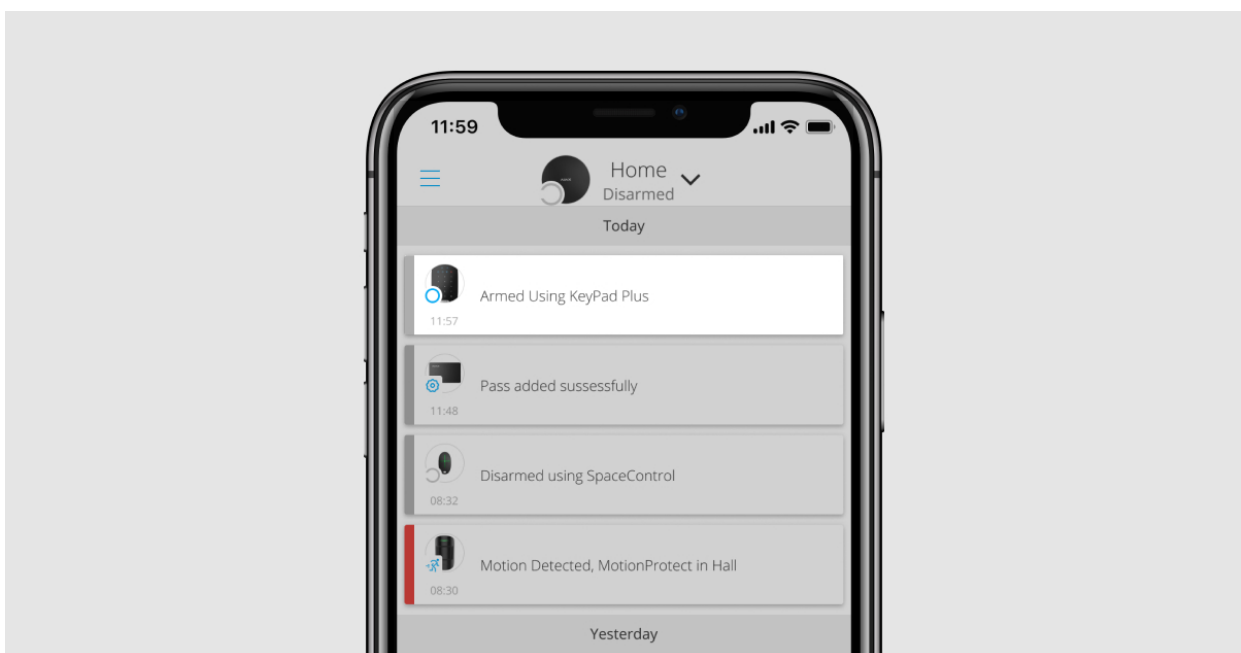 11:59
Home
Disarmed
Today
Armed Using KeyPad Plus
11:57
Pass added sussessfully
11:48
Disarmed using SpaceControl
08:32
Motion Detected, MotionProtect in Hall
08:30
Yesterday